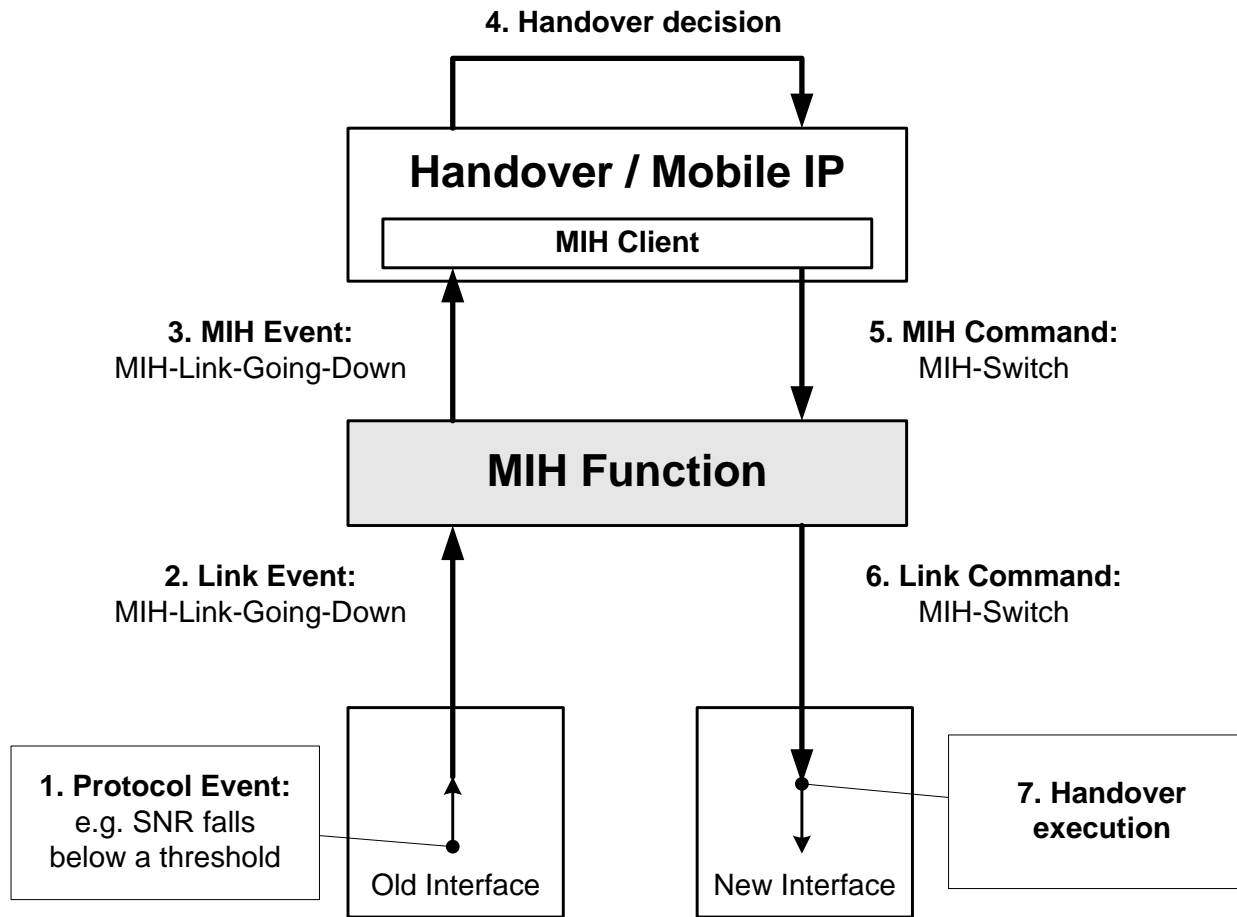 4. Handover decision
Handover / Mobile IP
MIH Client
3. MIH Event:
MIH-Link-Going-Down
5. MIH Command:
MIH-Switch
MIH Function
2. Link Event:
MIH-Link-Going-Down
6. Link Command:
MIH-Switch
1. Protocol Event:
e.g. SNR falls
below a threshold
Old Interface
New Interface
7. Handover
execution